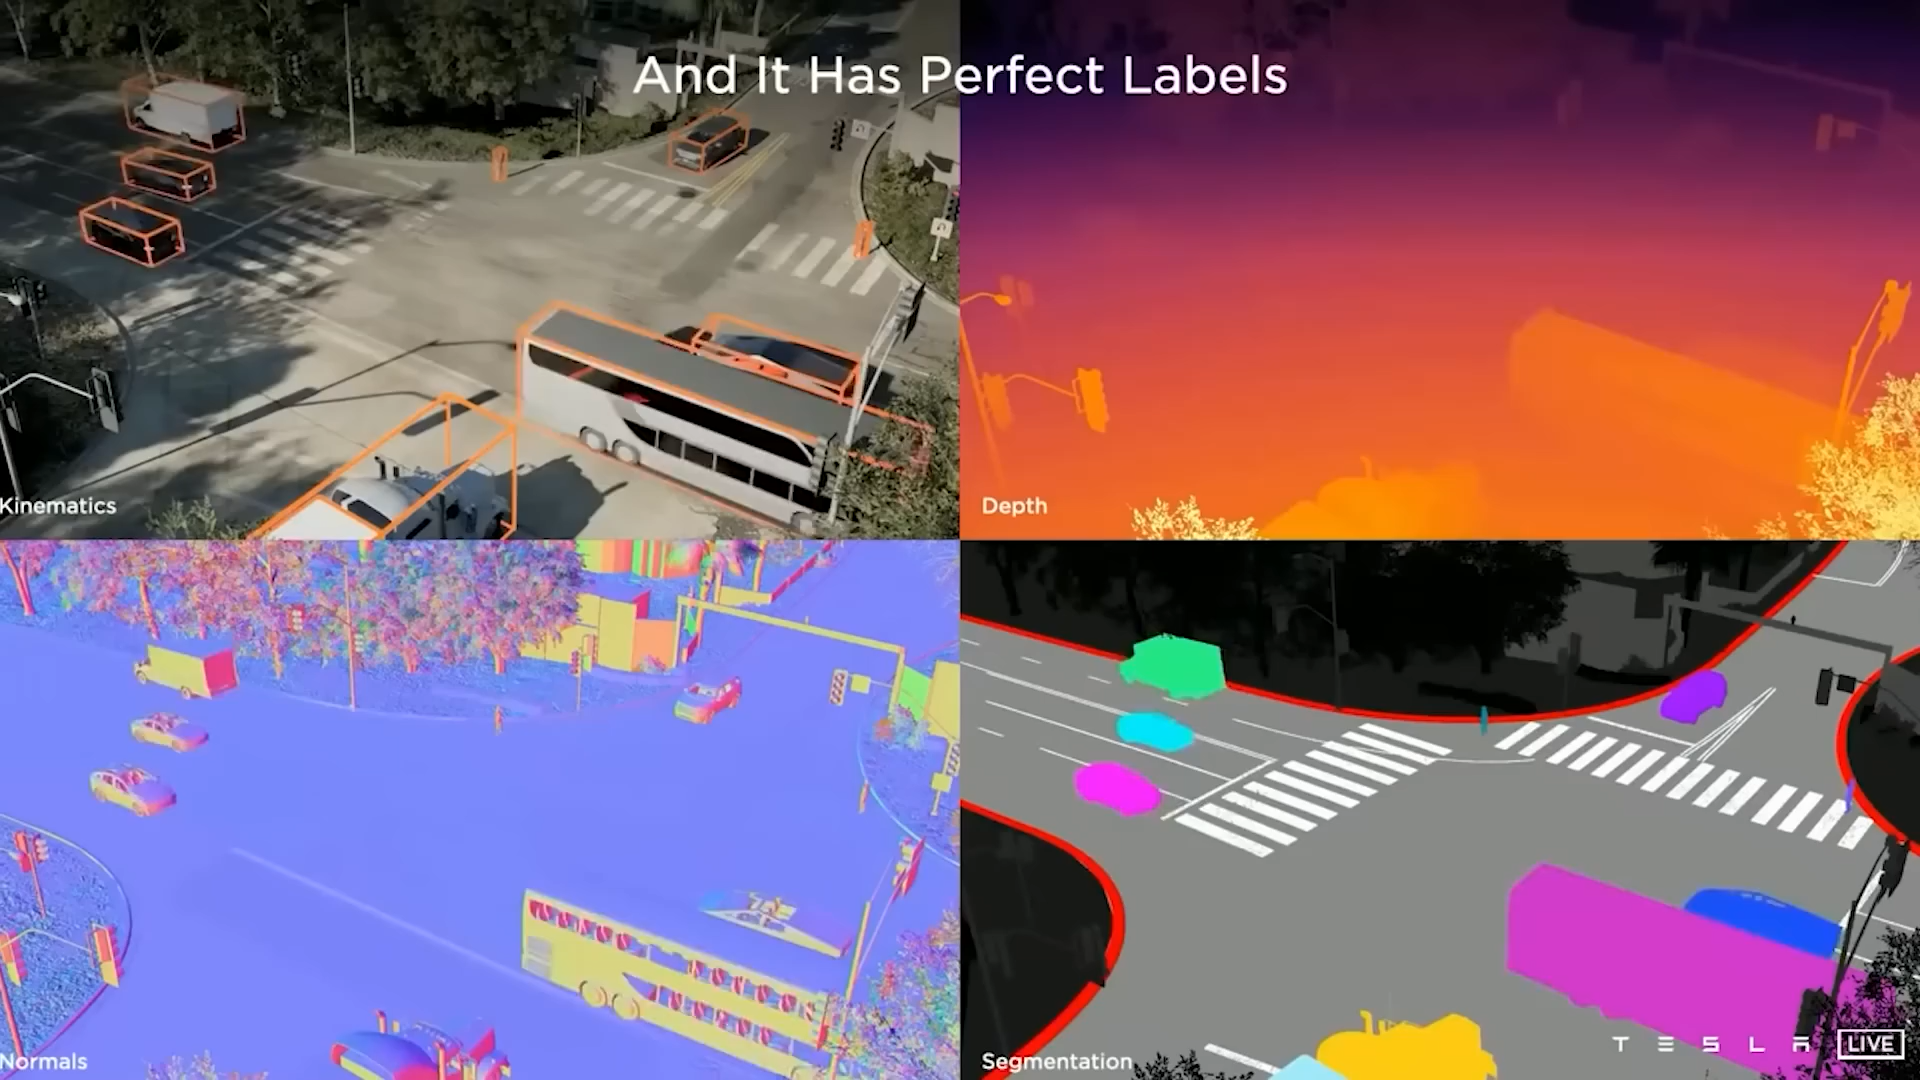 And It Has Perfect Labels
Kinematics
Depth
Normals
Segmentation
TESLA LIVE